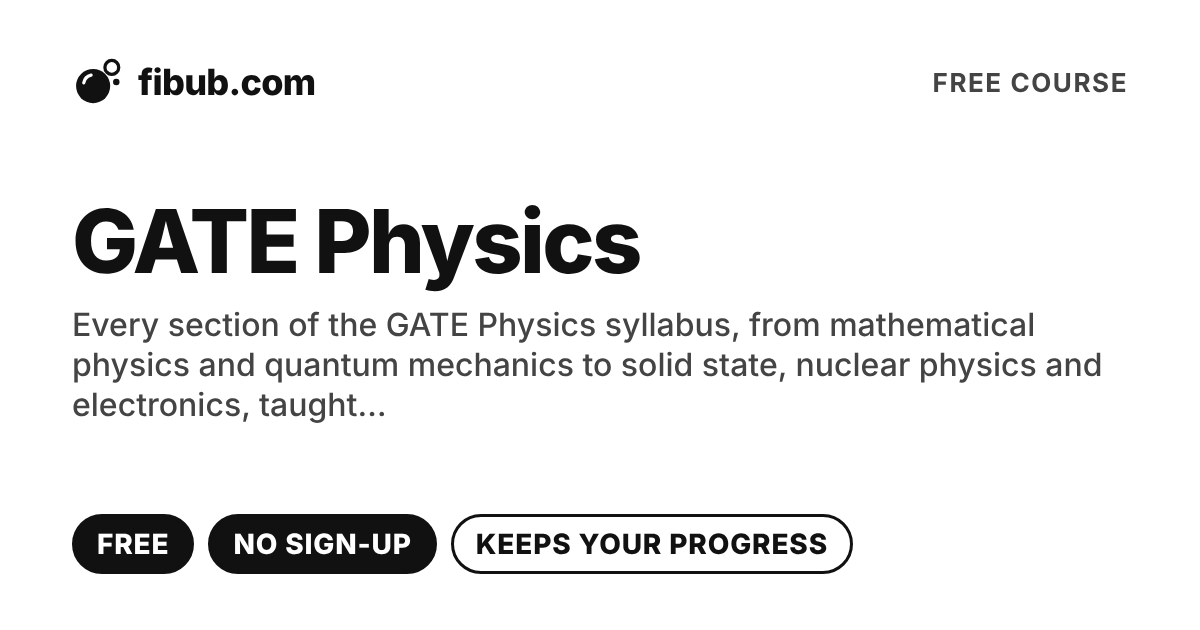 fibub.com
FREE COURSE
GATE Physics
Every section of the GATE Physics syllabus, from mathematical
physics and quantum mechanics to solid state, nuclear physics and
electronics, taught...
FREE
NO SIGN-UP
KEEPS YOUR PROGRESS